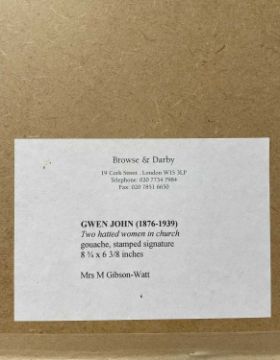 Browse & Darby
19 Cork Street . London W1S 3LP
Telephone: 020 7734 7984
Fax: 020 7851 6650
GWEN JOHN (1876-1939)
Two hatted women in church
gouache, stamped signature
8 ¾ x 6 3/8 inches
Mrs M Gibson-Watt